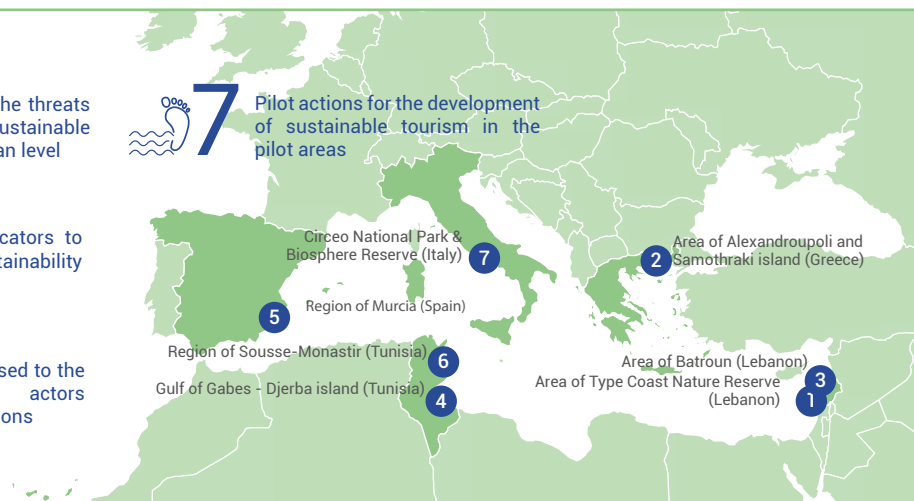 he threats
ustainable
an level
cators to
tainability
sed to the
actors
ons
7
Pilot actions for the development
of sustainable tourism in the
pilot areas
Circeo National Park &
Biosphere Reserve (Italy)
7
2
Area of Alexandroupoli and
Samothraki island (Greece)
Region of Murcia (Spain)
5
Region of Sousse-Monastir (Tunisia)
6
Gulf of Gabes - Djerba island (Tunisia)
4
Area of Batroun (Lebanon)
3
Area of Type Coast Nature Reserve
(Lebanon)
1